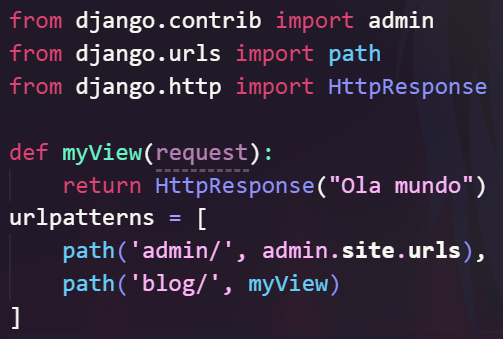 from django.contrib import admin
from django.urls import path
from django.http import HttpResponse
def myView(request):
return HttpResponse("Ola mundo")
urlpatterns = [
path('admin/', admin.site.urls),
path('blog/', myView)
]